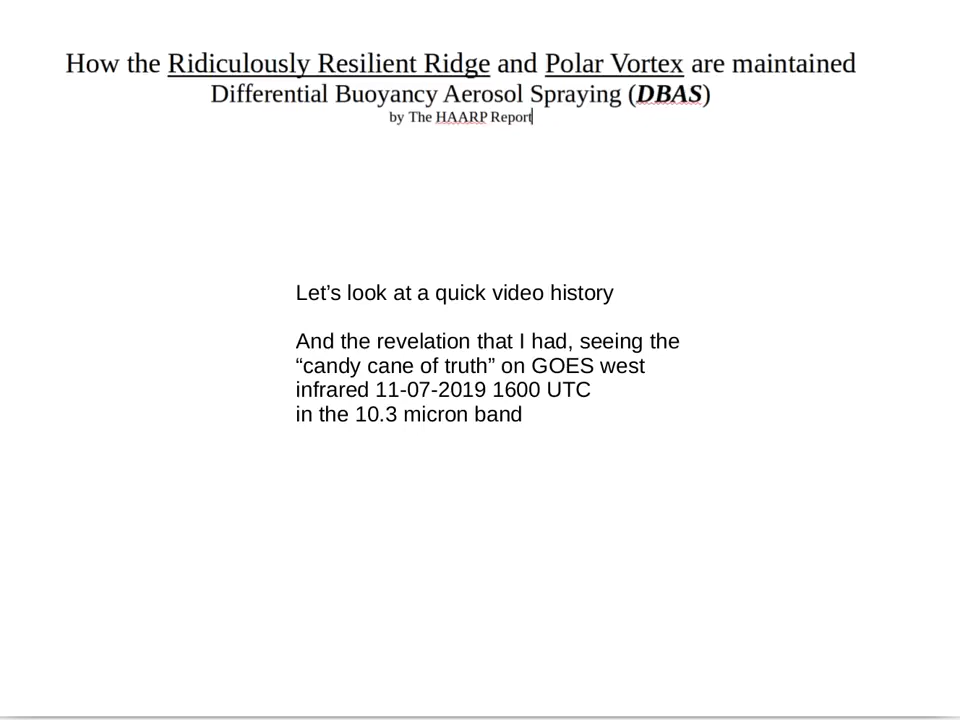 How the Ridiculously Resilient Ridge and Polar Vortex are maintained
Differential Buoyancy Aerosol Spraying (DBAS)
by The HAARP Report
Let’s look at a quick video history
And the revelation that I had, seeing the
“candy cane of truth” on GOES west
infrared 11-07-2019 1600 UTC
in the 10.3 micron band